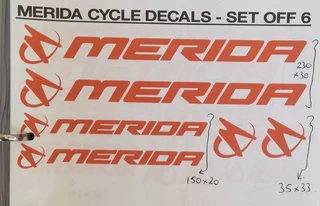 MERIDA CYCLE DECALS - SET OFF 6
MERIDA
230
x30
MERIDA
MERIDA
MERIDA
150x20
35x33